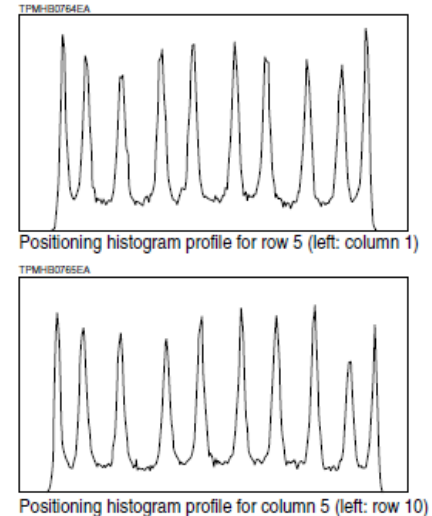 TPMHB0764EA
Positioning histogram profile for row 5 (left: column 1)
TPMHB0765EA
Positioning histogram profile for column 5 (left: row 10)